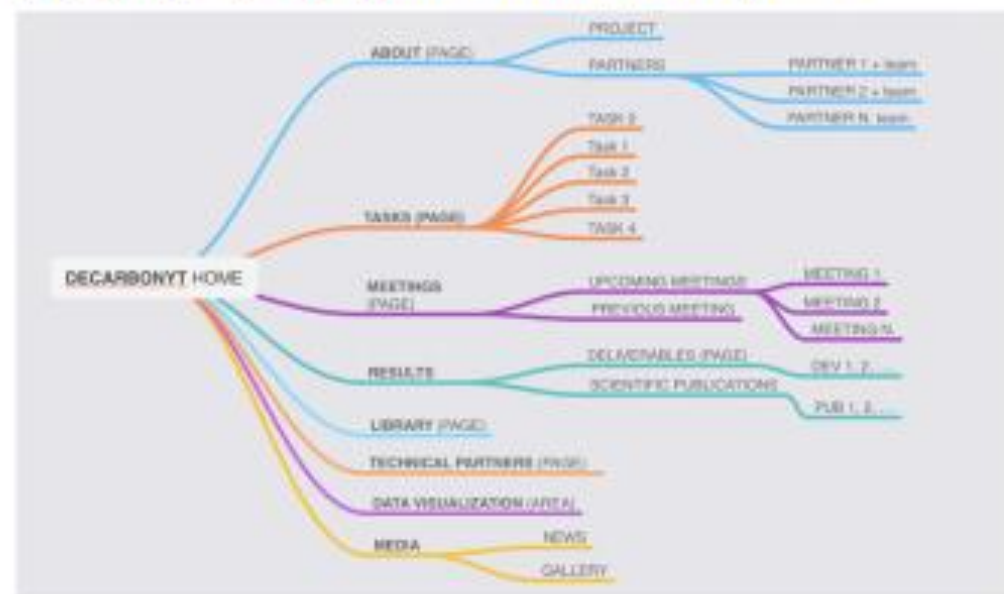 DECARBONYT HOME
ABOUT (PAGE)
PROJECT
PARTNERS
PARTNER 1 + team
PARTNER 2 + team
PARTNER N. team
TASKS (PAGE)
TASK 0
Task 1
Task 2
Task 3
TASK 4
MEETINGS
(PAGE)
UPCOMING MEETINGS
MEETING 1
MEETING 2
MEETING N.
PREVIOUS MEETING
RESULTS
DELIVERABLES (PAGE)
DEV 1, 2, ...
SCIENTIFIC PUBLICATIONS
PUB 1, 2, ...
LIBRARY (PAGE)
TECHNICAL PARTNERS (PAGE)
DATA VISUALIZATION (AREA)
MEDIA
NEWS
GALLERY